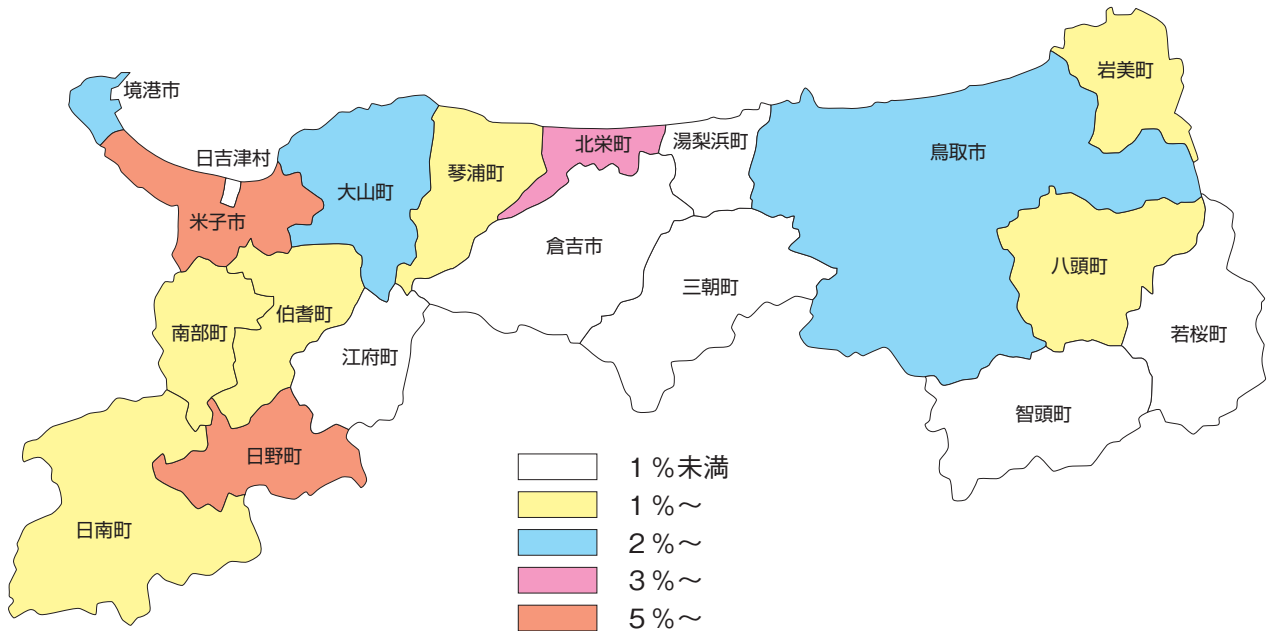 岩美町
境港市
湯梨浜町
北栄町
鳥取市
日吉津村
琴浦町
大山町
米子市
倉吉市
八頭町
三朝町
伯耆町
南部町
若桜町
江府町
智頭町
日野町
日南町
1%未満
1%～
2%～
3%～
5%～